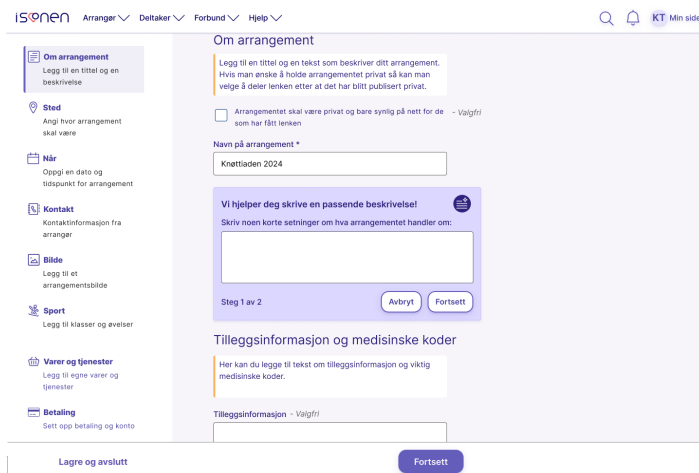 isonen Arrangør Deltaker Forbund Hjelp KT Min side
Om arrangement
Legg til en tittel og en
beskrivelse
Sted
Angi hvor arrangement
skal være
Når
Oppgi en dato og
tidspunkt for arrangement
Kontakt
Kontaktinformasjon fra
arrangør
Bilde
Legg til et
arrangementsbilde
Sport
Legg til klasser og øvelser
Varer og tjenester
Legg til egne varer og
tjenester
Betaling
Sett opp betaling og konto
Om arrangement
Legg til en tittel og en tekst som beskriver ditt arrangement.
Hvis man ønske å holde arrangementet privat så kan man
velge å deler lenken etter at det har blitt publisert privat.
Arrangementet skal være privat og bare synlig på nett for de - Valgfri
som har fått lenken
Navn på arrangement *
Knøttiaden 2024
Vi hjelper deg skrive en passende beskrivelse!
Skriv noen korte setninger om hva arrangementet handler om:
Steg 1 av 2 Avbryt Fortsett
Tilleggsinformasjon og medisinske koder
Her kan du legge til tekst om tilleggsinformasjon og viktig
medisinske koder.
Tilleggsinformasjon - Valgfri
Lagre og avslutt Fortsett